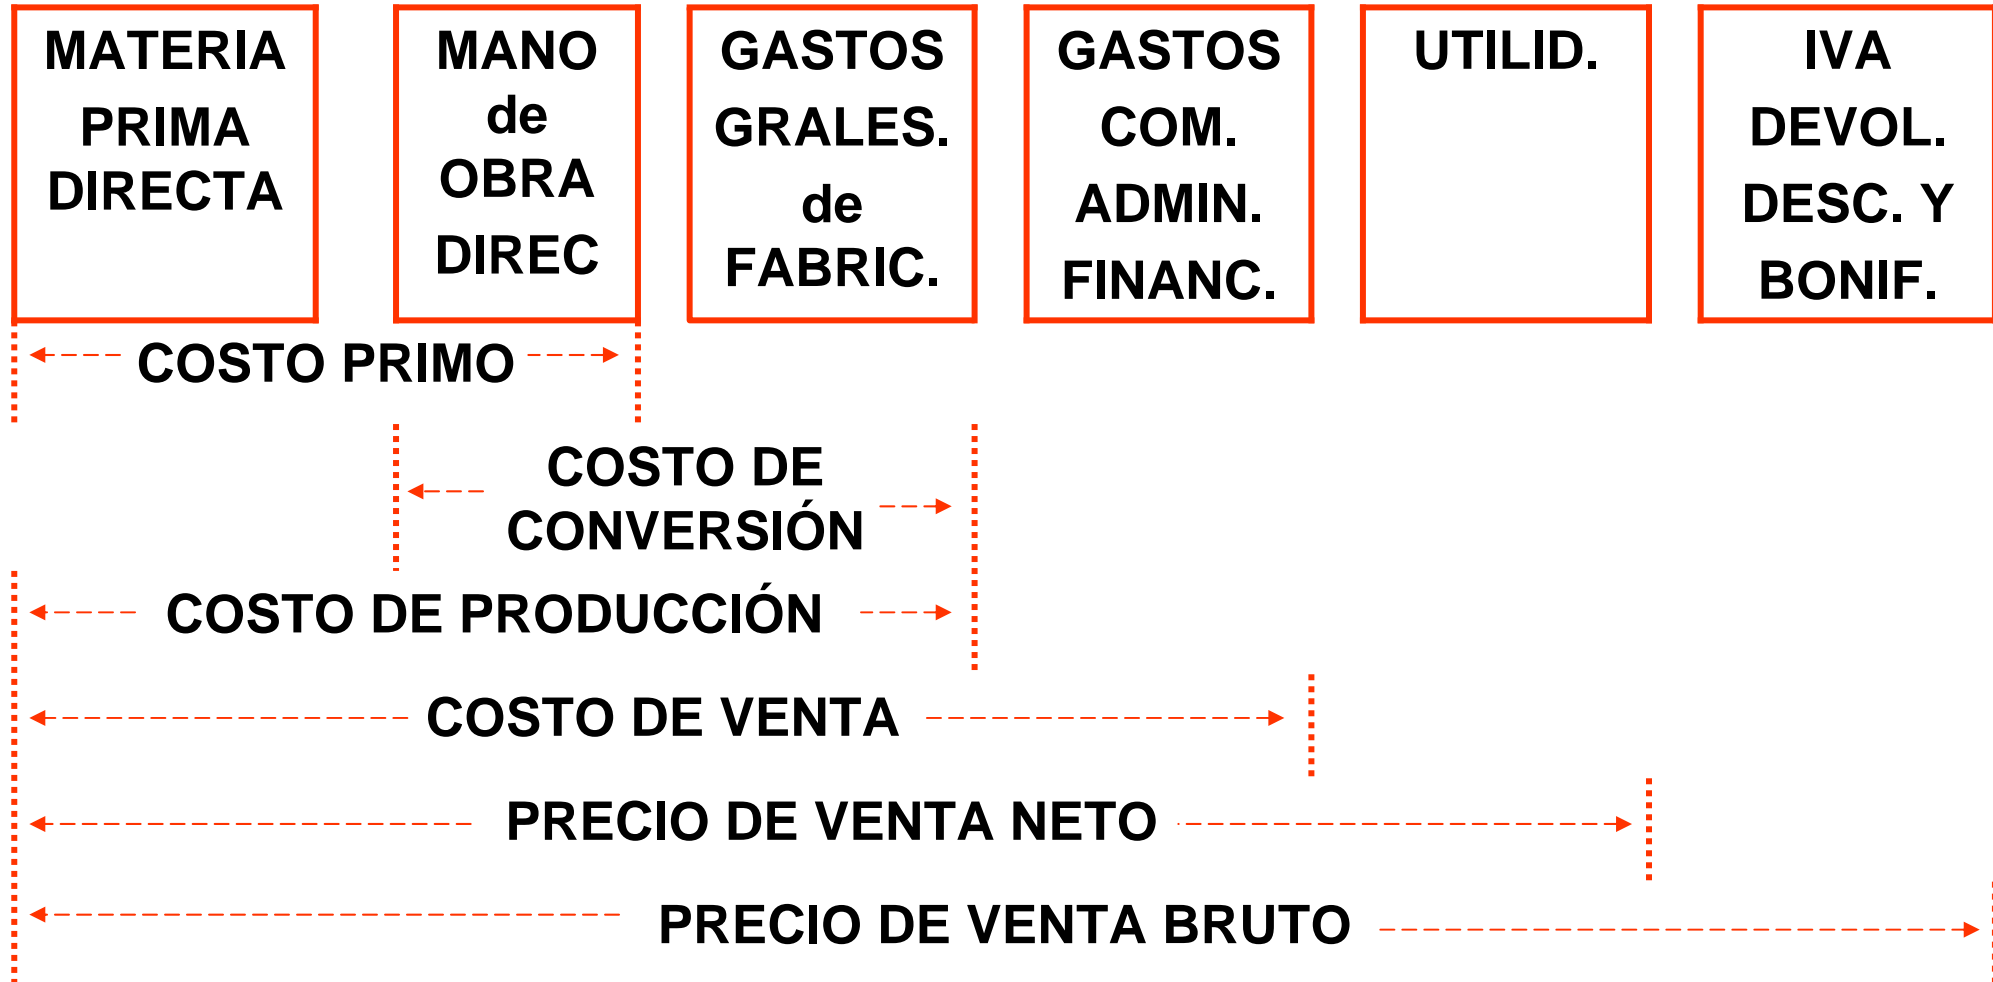 MATERIA
PRIMA
DIRECTA
MANO
de
OBRA
DIREC
GASTOS
GRALES.
de
FABRIC.
GASTOS
COM.
ADMIN.
FINANC.
UTILID.
IVA
DEVOL.
DESC. Y
BONIF.
COSTO PRIMO
COSTO DE
CONVERSIÓN
COSTO DE PRODUCCIÓN
COSTO DE VENTA
PRECIO DE VENTA NETO
PRECIO DE VENTA BRUTO